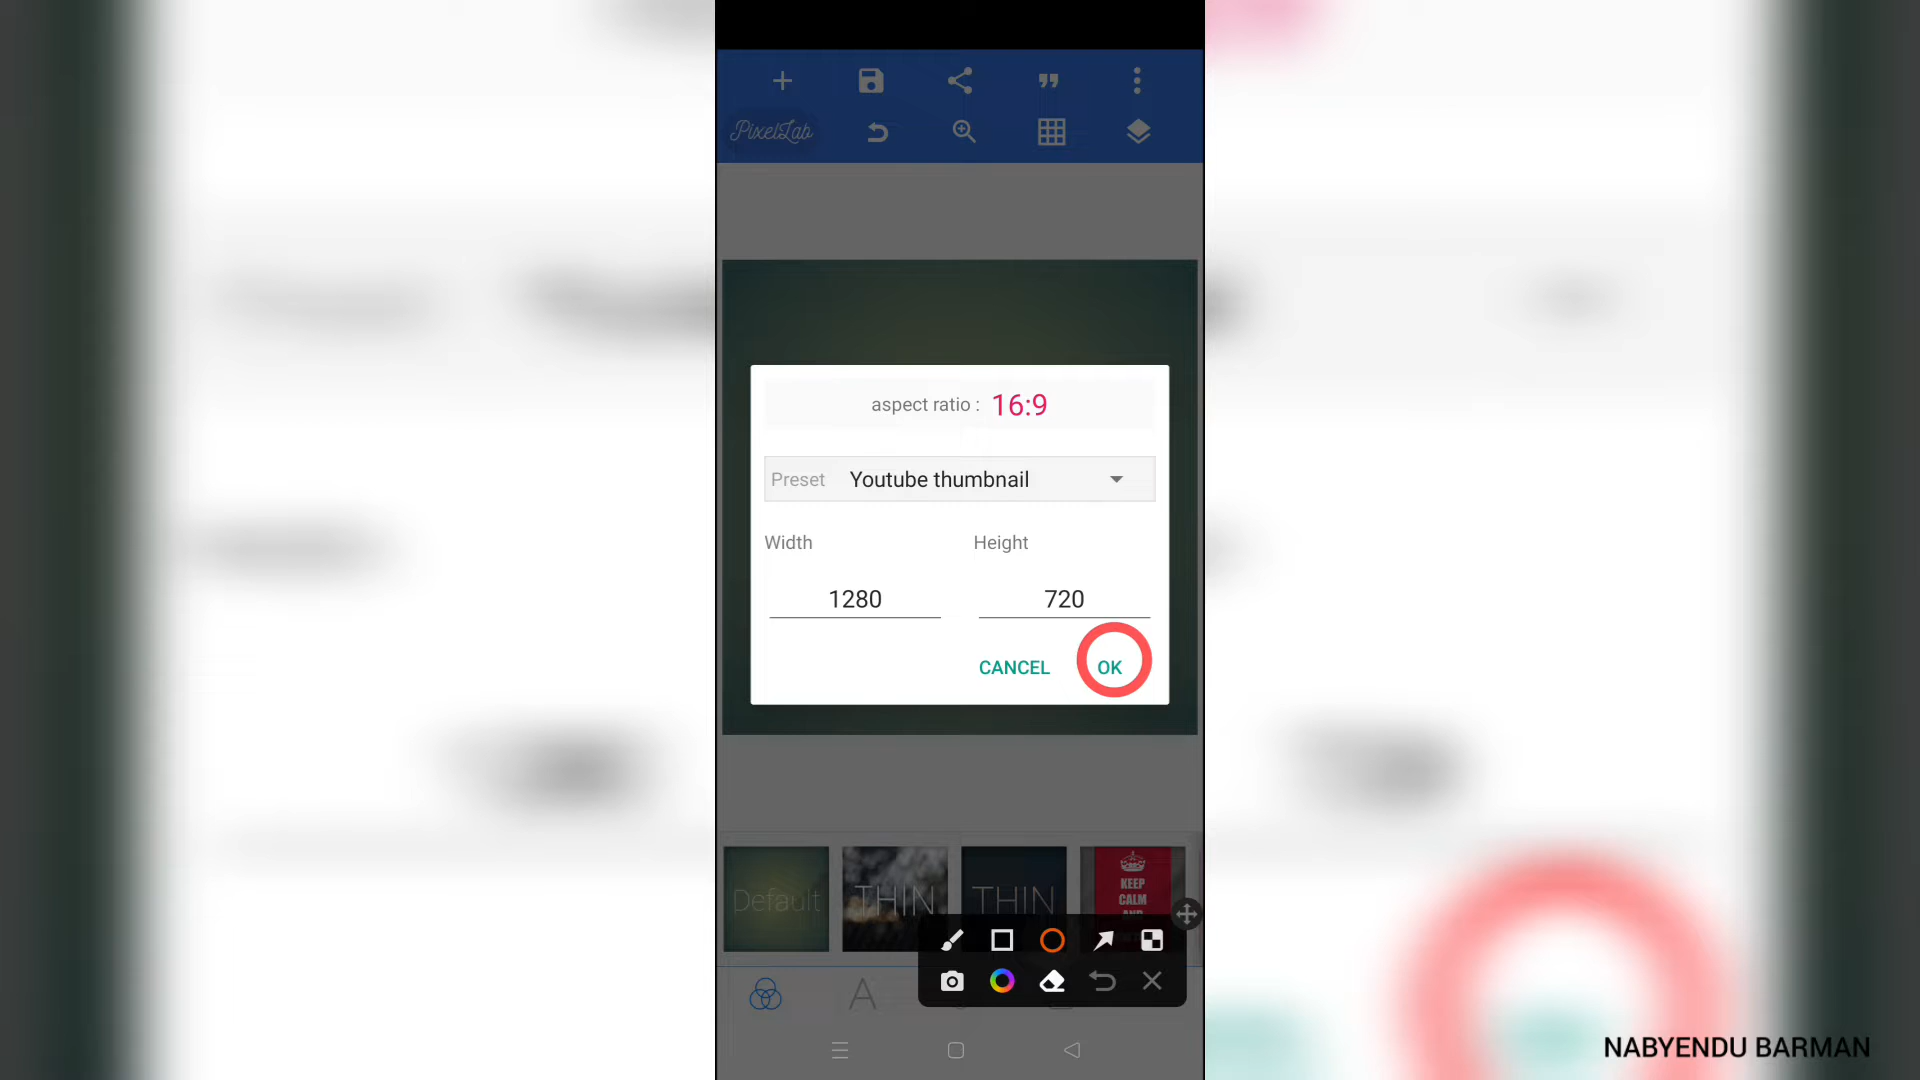 PixelLab
aspect ratio : 16:9
Preset Youtube thumbnail
Width Height
1280 720
CANCEL OK
Default THIN THIN KEEP
CALM
AND
A
NABYENDU BARMAN